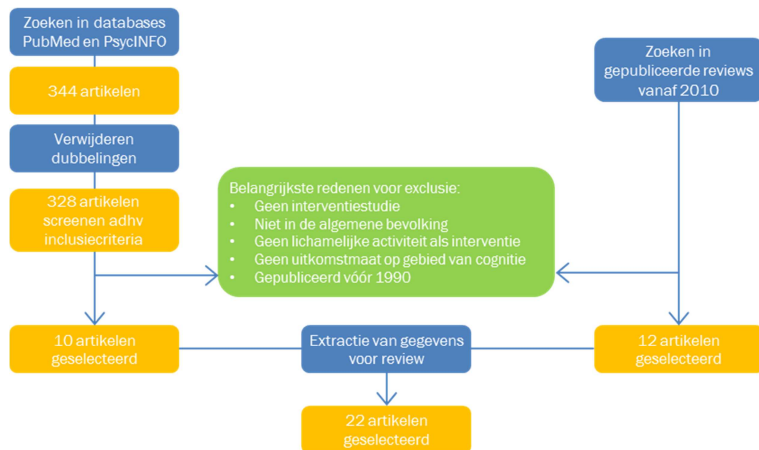 Zoeken in databases
PubMed en PsycINFO
344 artikelen
Verwijderen
dubbelingen
328 artikelen
screenen adhv
inclusiecriteria
10 artikelen
geselecteerd
Belangrijkste redenen voor exclusie:
• Geen interventiestudie
• Niet in de algemene bevolking
• Geen lichamelijke activiteit als interventie
• Geen uitkomstmaat op gebied van cognitie
• Gepubliceerd vóór 1990
Extractie van gegevens
voor review
22 artikelen
geselecteerd
Zoeken in
gepubliceerde reviews
vanaf 2010
12 artikelen
geselecteerd